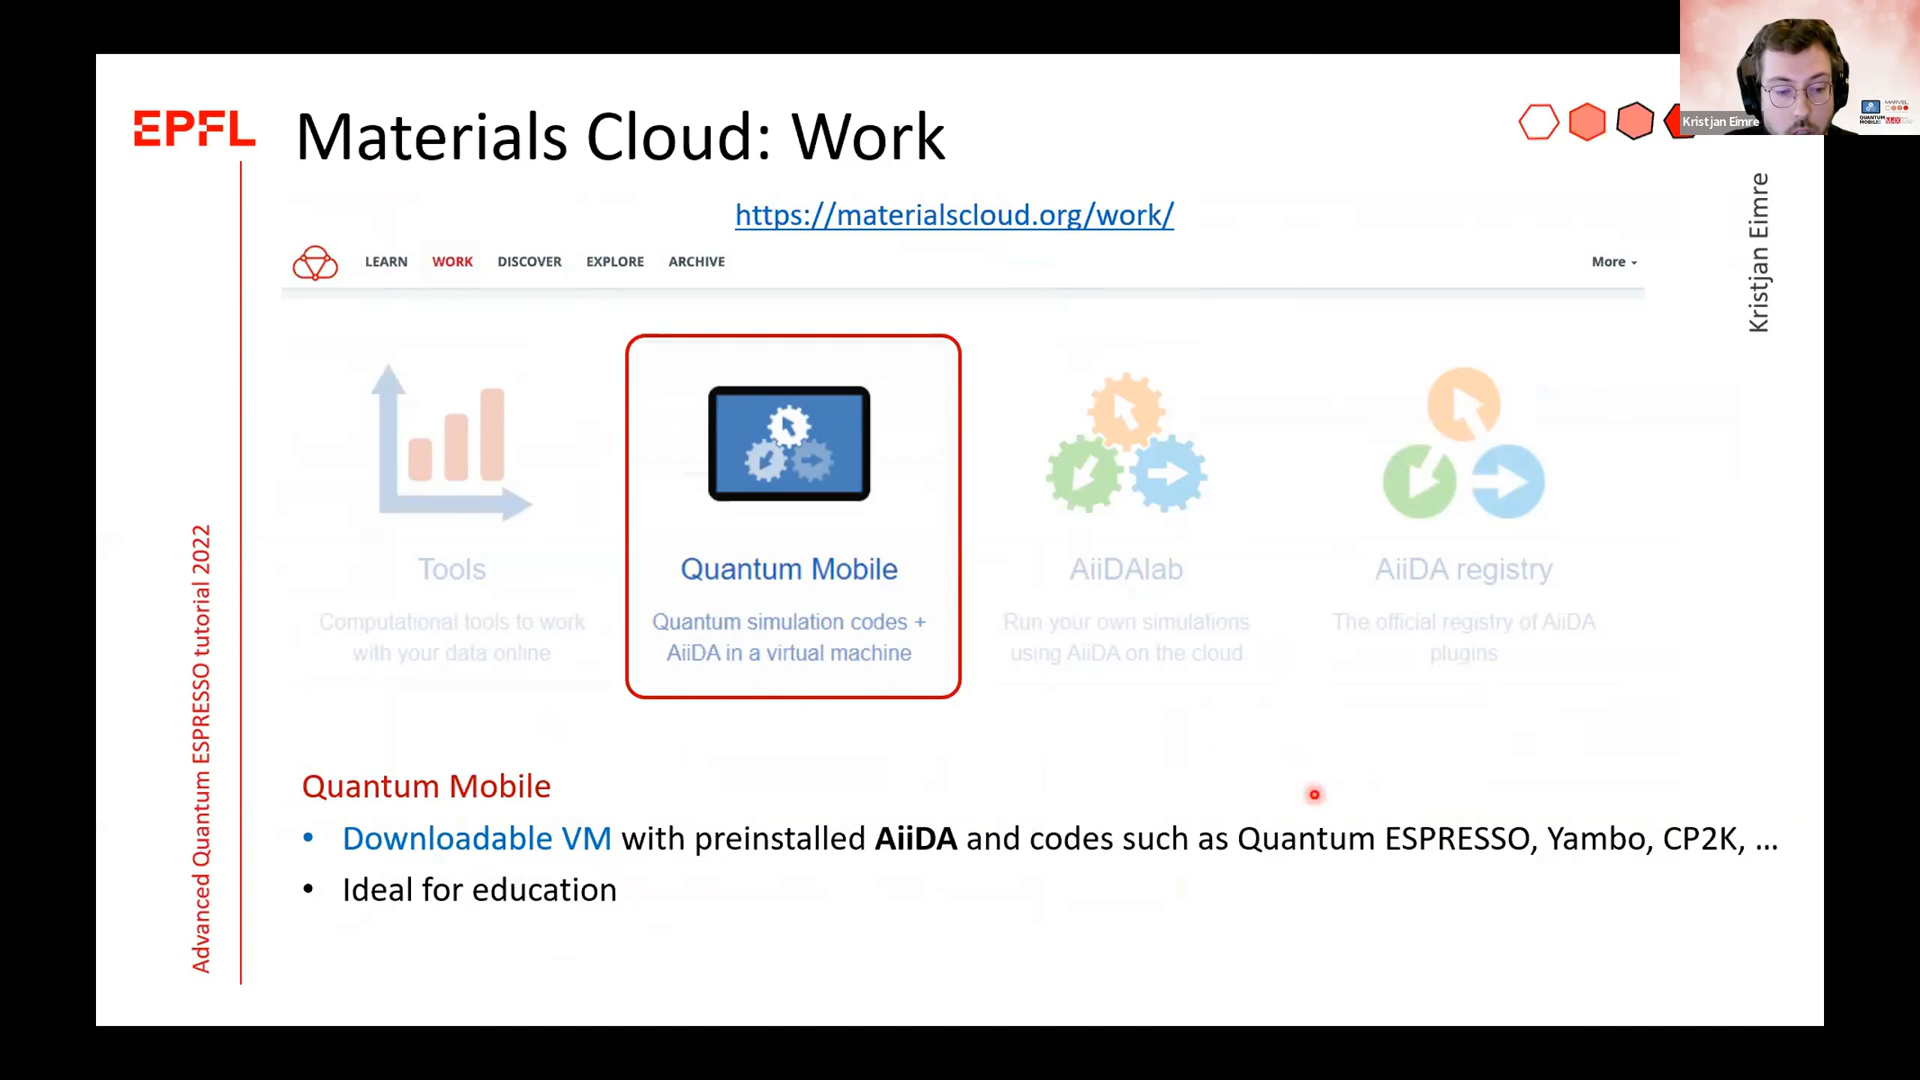 EPFL
Materials Cloud: Work
https://materialscloud.org/work/
LEARN WORK DISCOVER EXPLORE ARCHIVE More
Tools
Computational tools to work
with your data online
Quantum Mobile
Quantum simulation codes +
AiiDA in a virtual machine
AiiDAlab
Run your own simulations
using AiiDA on the cloud
AiiDA registry
The official registry of AiiDA
plugins
Quantum Mobile
• Downloadable VM with preinstalled AiiDA and codes such as Quantum ESPRESSO, Yambo, CP2K, ...
• Ideal for education
Advanced Quantum ESPRESSO tutorial 2022
Kristjan Eimre
Kristjan Eimre
MARVEL
QUANTUM
MOBILE